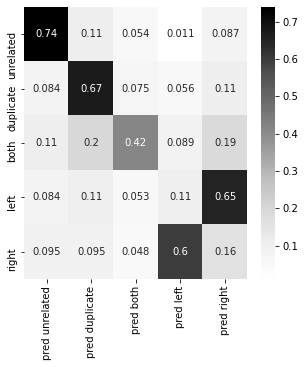 unrelated 0.74 0.11 0.054 0.011 0.087
duplicate 0.084 0.67 0.075 0.056 0.11
both 0.11 0.2 0.42 0.089 0.19
left 0.084 0.11 0.053 0.11 0.65
right 0.095 0.095 0.048 0.6 0.16
pred unrelated pred duplicate pred both pred left pred right
0.7
0.6
0.5
0.4
0.3
0.2
0.1